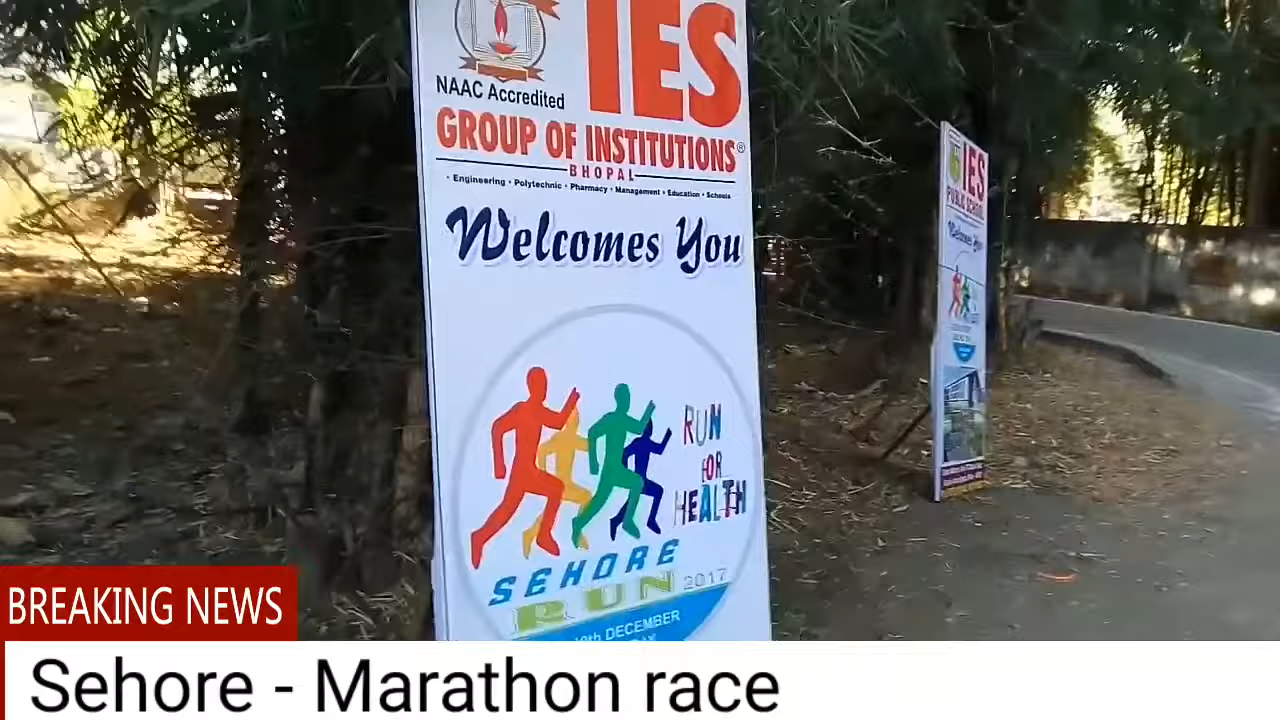 IES
NAAC Accredited
GROUP OF INSTITUTIONS®
BHOPAL
• Engineering • Polytechnic • Pharmacy • Management • Education • Schools
Welcomes You
RUN
FOR
HEALTH
SEHORE
RUN 2017
DECEMBER
IES
PUBLIC SCHOOL
Welcomes You
BREAKING NEWS
Sehore - Marathon race